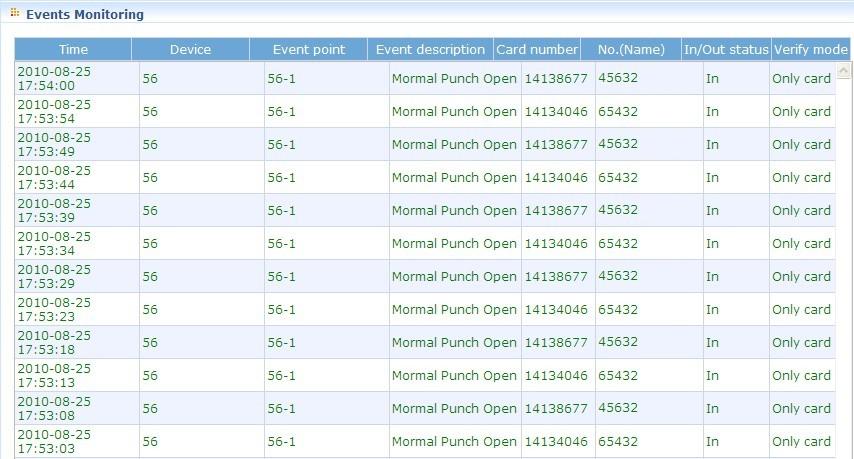 Events Monitoring
Time Device Event point Event description Card number No.(Name) In/Out status Verify mode
2010-08-25 17:54:00 56 56-1 Mormal Punch Open 14138677 45632 In Only card
2010-08-25 17:53:54 56 56-1 Mormal Punch Open 14134046 65432 In Only card
2010-08-25 17:53:49 56 56-1 Mormal Punch Open 14138677 45632 In Only card
2010-08-25 17:53:44 56 56-1 Mormal Punch Open 14134046 65432 In Only card
2010-08-25 17:53:39 56 56-1 Mormal Punch Open 14138677 45632 In Only card
2010-08-25 17:53:34 56 56-1 Mormal Punch Open 14134046 65432 In Only card
2010-08-25 17:53:29 56 56-1 Mormal Punch Open 14138677 45632 In Only card
2010-08-25 17:53:23 56 56-1 Mormal Punch Open 14134046 65432 In Only card
2010-08-25 17:53:18 56 56-1 Mormal Punch Open 14138677 45632 In Only card
2010-08-25 17:53:13 56 56-1 Mormal Punch Open 14134046 65432 In Only card
2010-08-25 17:53:08 56 56-1 Mormal Punch Open 14138677 45632 In Only card
2010-08-25 17:53:03 56 56-1 Mormal Punch Open 14134046 65432 In Only card